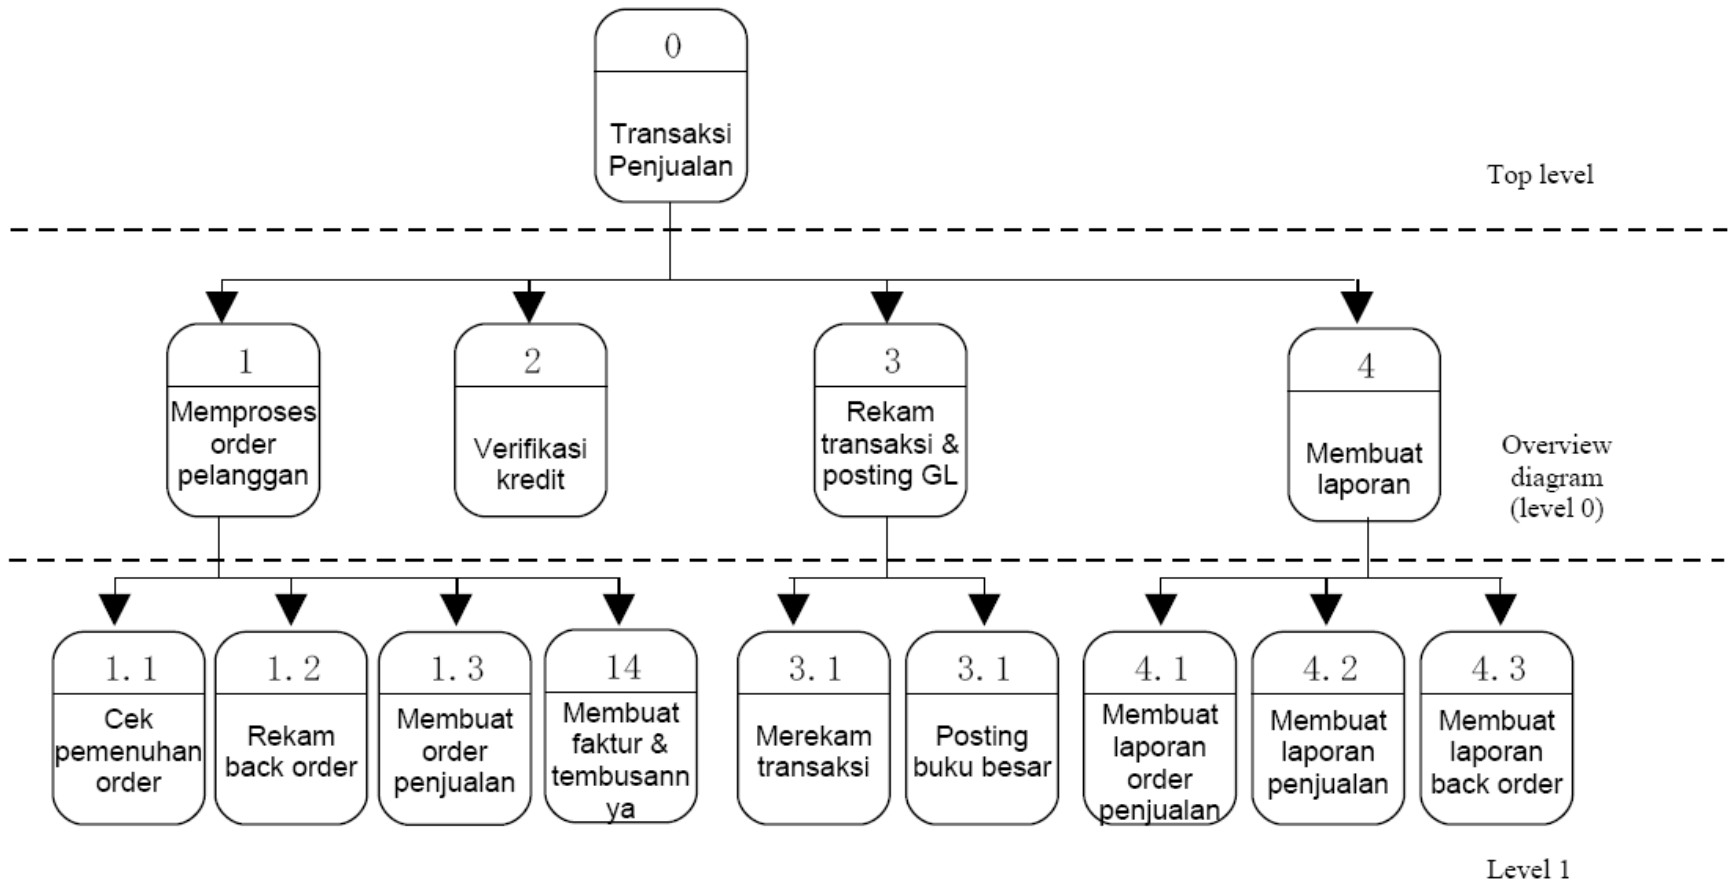 0
Transaksi
Penjualan
Top level
1
Memproses
order
pelanggan
2
Verifikasi
kredit
3
Rekam
transaksi &
posting GL
4
Membuat
laporan
Overview
diagram
(level 0)
1. 1
Cek
pemenuhan
order
1. 2
Rekam
back order
1. 3
Membuat
order
penjualan
14
Membuat
faktur &
tembusann
ya
3. 1
Merekam
transaksi
3. 1
Posting
buku besar
4. 1
Membuat
laporan
order
penjualan
4. 2
Membuat
laporan
penjualan
4. 3
Membuat
laporan
back order
Level 1